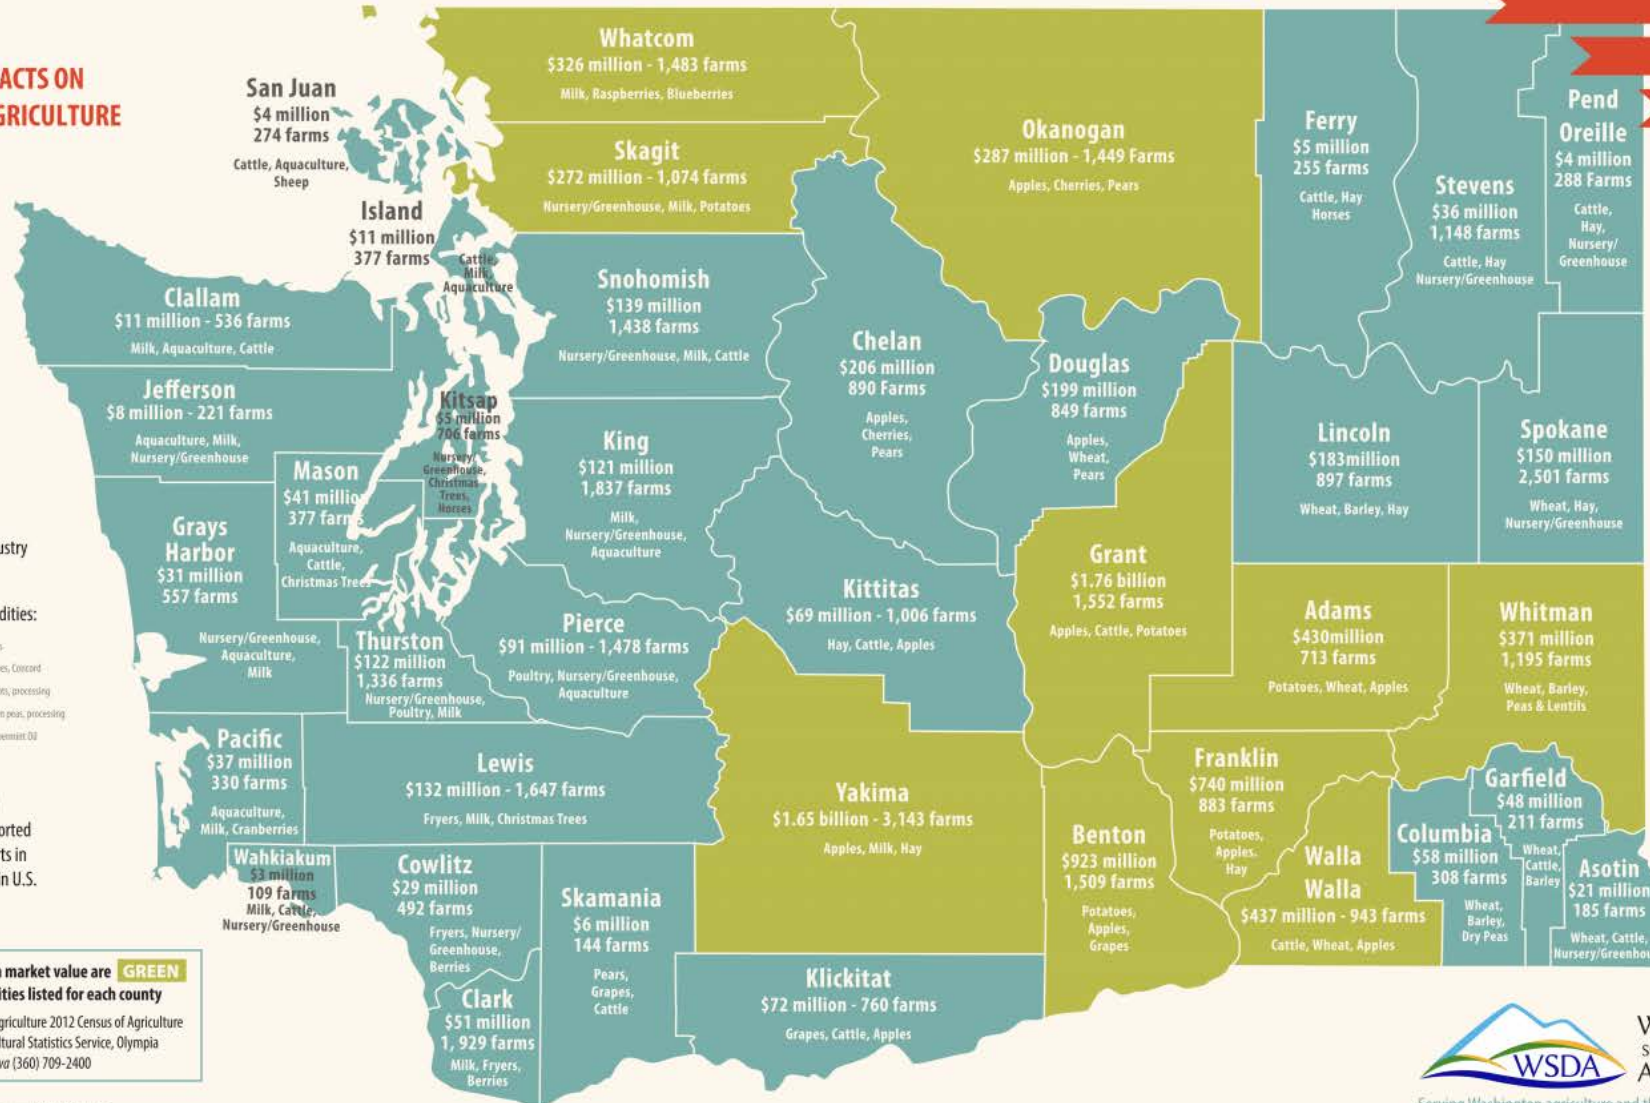 ACTS ON
GRICULTURE
Whatcom
$326 million - 1,483 farms
Milk, Raspberries, Blueberries
San Juan
$4 million
274 farms
Cattle, Aquaculture,
Sheep
Skagit
$272 million - 1,074 farms
Nursery/Greenhouse, Milk, Potatoes
Okanogan
$287 million - 1,449 Farms
Apples, Cherries, Pears
Ferry
$5 million
255 farms
Cattle, Hay
Horses
Stevens
$36 million
1,148 farms
Cattle, Hay
Nursery/Greenhouse
Pend
Oreille
$4 million
288 Farms
Cattle,
Hay,
Nursery/
Greenhouse
Island
$11 million
377 farms
Cattle,
Milk,
Aquaculture
Clallam
$11 million - 536 farms
Milk, Aquaculture, Cattle
Snohomish
$139 million
1,438 farms
Nursery/Greenhouse, Milk, Cattle
Chelan
$206 million
890 Farms
Apples,
Cherries,
Pears
Douglas
$199 million
849 farms
Apples,
Wheat,
Pears
Jefferson
$8 million - 221 farms
Aquaculture, Milk,
Nursery/Greenhouse
Kitsap
$5 million
706 farms
Nursery/
Greenhouse,
Christmas
Trees,
Horses
King
$121 million
1,837 farms
Milk,
Nursery/Greenhouse,
Aquaculture
Lincoln
$183million
897 farms
Wheat, Barley, Hay
Spokane
$150 million
2,501 farms
Wheat, Hay,
Nursery/Greenhouse
Mason
$41 million
377 farms
Aquaculture,
Cattle,
Christmas Trees
Grays
Harbor
$31 million
557 farms
Nursery/Greenhouse,
Aquaculture,
Milk
Kittitas
$69 million - 1,006 farms
Hay, Cattle, Apples
Grant
$1.76 billion
1,552 farms
Apples, Cattle, Potatoes
Adams
$430million
713 farms
Potatoes, Wheat, Apples
Whitman
$371 million
1,195 farms
Wheat, Barley,
Peas & Lentils
Thurston
$122 million
1,336 farms
Nursery/Greenhouse,
Poultry, Milk
Pierce
$91 million - 1,478 farms
Poultry, Nursery/Greenhouse,
Aquaculture
Pacific
$37 million
330 farms
Aquaculture,
Milk, Cranberries
Lewis
$132 million - 1,647 farms
Fryers, Milk, Christmas Trees
Yakima
$1.65 billion - 3,143 farms
Apples, Milk, Hay
Benton
$923 million
1,509 farms
Potatoes,
Apples,
Grapes
Franklin
$740 million
883 farms
Potatoes,
Apples,
Hay
Walla
Walla
$437 million - 943 farms
Cattle, Wheat, Apples
Columbia
$58 million
308 farms
Wheat,
Barley,
Dry Peas
Garfield
$48 million
211 farms
Wheat,
Cattle,
Barley
Asotin
$21 million
185 farms
Wheat, Cattle,
Nursery/Greenhou
Wahkiakum
$3 million
109 farms
Milk, Cattle,
Nursery/Greenhouse
Cowlitz
$29 million
492 farms
Fryers, Nursery/
Greenhouse,
Berries
Skamania
$6 million
144 farms
Pears,
Grapes,
Cattle
Klickitat
$72 million - 760 farms
Grapes, Cattle, Apples
Clark
$51 million
1, 929 farms
Milk, Fryers,
Berries
ustry
dities:
es, Concord
ts, processing
n peas, processing
permint Oil
orted
ts in
in U.S.
n market value are GREEN
ities listed for each county
griculture 2012 Census of Agriculture
ltural Statistics Service, Olympia
(360) 709-2400
WSDA
W
S
A